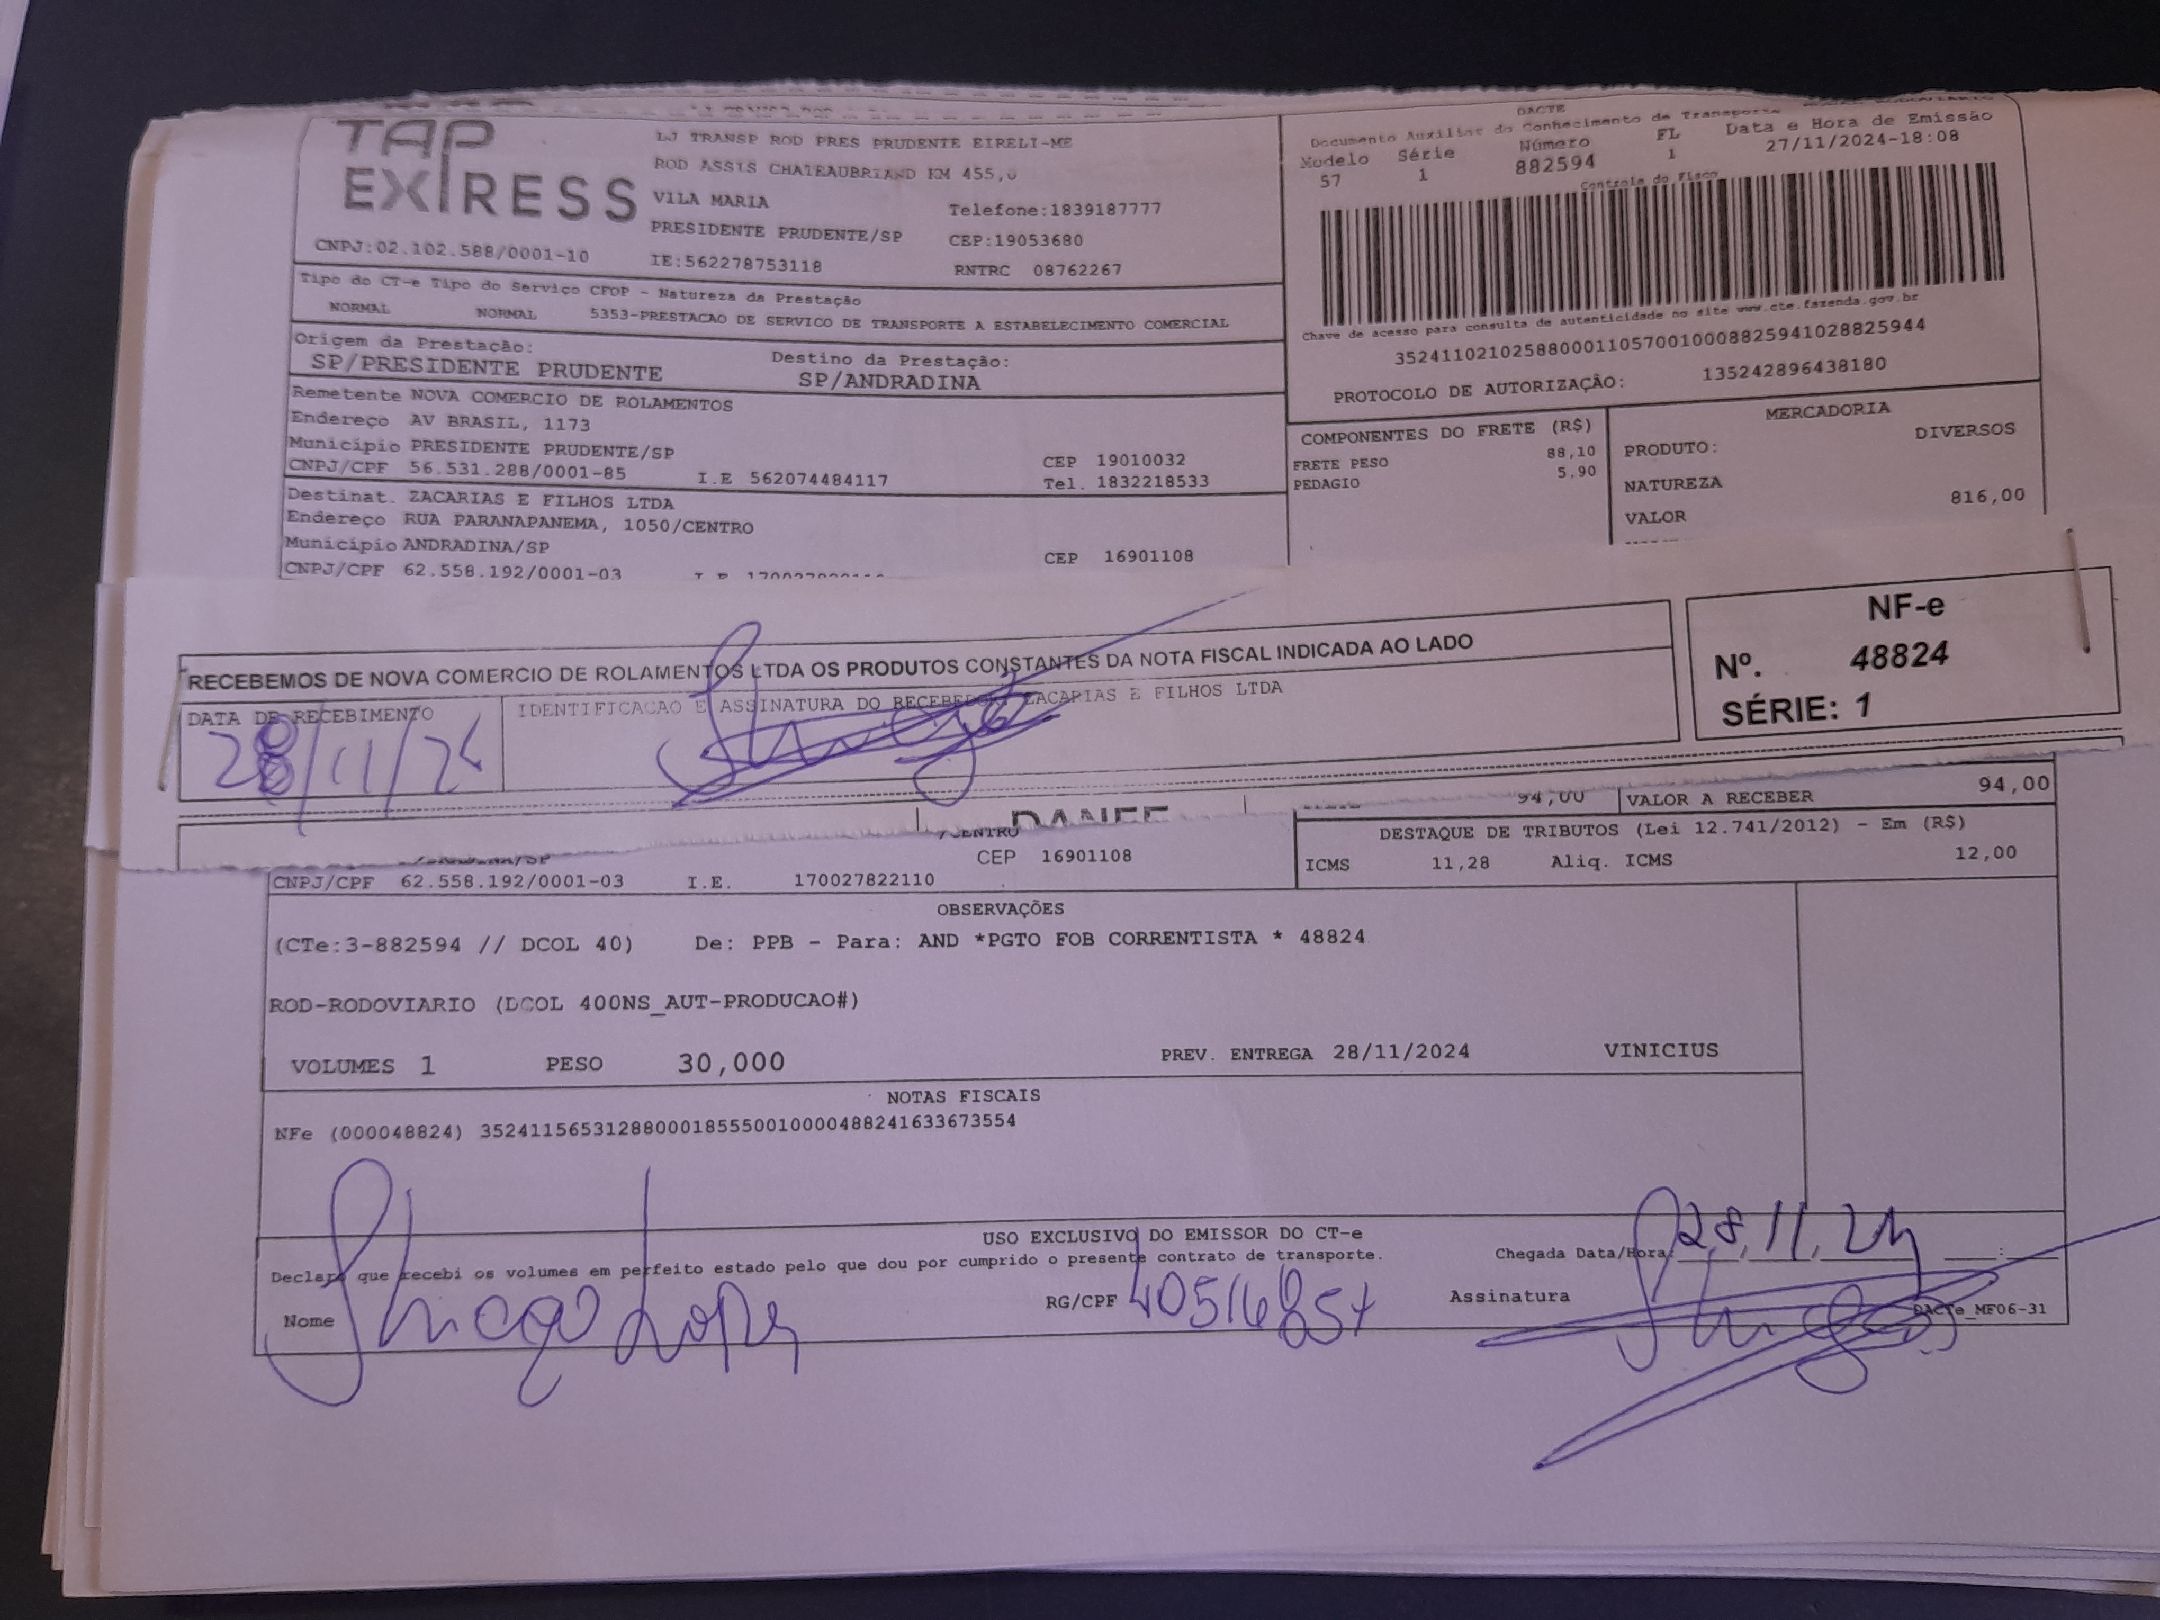 TAP
EXPRESS
LJ TRANSP ROD PRES PRUDENTE EIRELI-ME
ROD ASSIS CHATEAUBRIAND KM 455,0
VILA MARIA
Telefone:1839187777
PRESIDENTE PRUDENTE/SP
CEP:19053680
CNPJ:02.102.588/0001-10
IE:562278753118
RNTRC 08762267
DACTE
Documento Auxiliar do Conhecimento de Transporte
Modelo Série Número FL Data e Hora de Emissão
57 1 882594 1 27/11/2024-18:08
Controle do Fisco
Chave de acesso para consulta de autenticidade no site www.cte.fazenda.gov.br
35241102102588000110570010008825941028825944
PROTOCOLO DE AUTORIZAÇÃO: 135242896438180
Tipo do CT-e Tipo do Serviço CFOP - Natureza da Prestação
NORMAL NORMAL 5353-PRESTACAO DE SERVICO DE TRANSPORTE A ESTABELECIMENTO COMERCIAL
Origem da Prestação: Destino da Prestação:
SP/PRESIDENTE PRUDENTE SP/ANDRADINA
Remetente NOVA COMERCIO DE ROLAMENTOS
Endereço AV BRASIL, 1173
Município PRESIDENTE PRUDENTE/SP CEP 19010032
CNPJ/CPF 56.531.288/0001-85 I.E 562074484117 Tel. 1832218533
COMPONENTES DO FRETE (R$)
FRETE PESO 88,10
PEDAGIO 5,90
MERCADORIA
PRODUTO: DIVERSOS
NATUREZA
VALOR 816,00
Destinat. ZACARIAS E FILHOS LTDA
Endereço RUA PARANAPANEMA, 1050/CENTRO
Município ANDRADINA/SP CEP 16901108
CNPJ/CPF 62.558.192/0001-03
RECEBEMOS DE NOVA COMERCIO DE ROLAMENTOS LTDA OS PRODUTOS CONSTANTES DA NOTA FISCAL INDICADA AO LADO
DATA DE RECEBIMENTO IDENTIFICACAO E ASSINATURA DO RECEBEDOR ZACARIAS E FILHOS LTDA
28/11/24
NF-e
Nº. 48824
SÉRIE: 1
DANFE
94,00 VALOR A RECEBER 94,00
/CENTRO
CEP 16901108
CNPJ/CPF 62.558.192/0001-03 I.E. 170027822110
DESTAQUE DE TRIBUTOS (Lei 12.741/2012) - Em (R$)
ICMS 11,28 Aliq. ICMS 12,00
OBSERVAÇÕES
(CTe:3-882594 // DCOL 40) De: PPB - Para: AND *PGTO FOB CORRENTISTA * 48824
ROD-RODOVIARIO (DCOL 400NS_AUT-PRODUCAO#)
VOLUMES 1 PESO 30,000 PREV. ENTREGA 28/11/2024 VINICIUS
NOTAS FISCAIS
NFe (000048824) 35241156531288000185550010000488241633673554
USO EXCLUSIVO DO EMISSOR DO CT-e
Declaro que recebi os volumes em perfeito estado pelo que dou por cumprido o presente contrato de transporte.
Chegada Data/Hora: 28/11/24
Nome Thiago Lopes RG/CPF Assinatura
DACTe_MF06-31